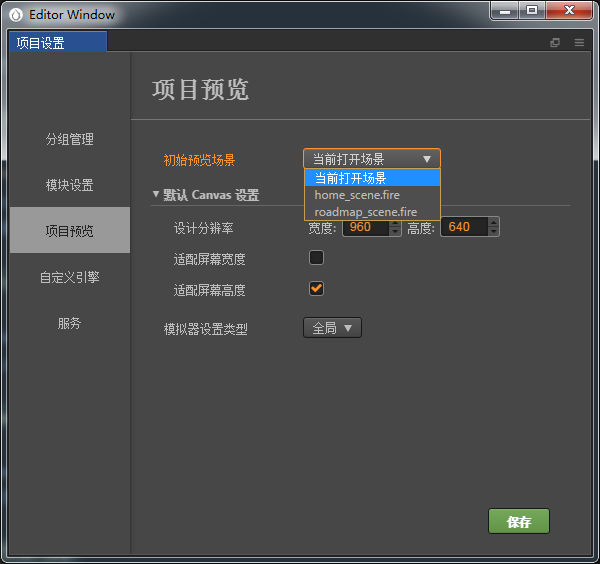 Editor Window
项目设置
项目预览
分组管理
模块设置
项目预览
自定义引擎
服务
初始预览场景
当前打开场景
当前打开场景
home_scene.fire
roadmap_scene.fire
默认 Canvas 设置
设计分辨率 宽度: 960 高度: 640
适配屏幕宽度
适配屏幕高度
模拟器设置类型 全局
保存